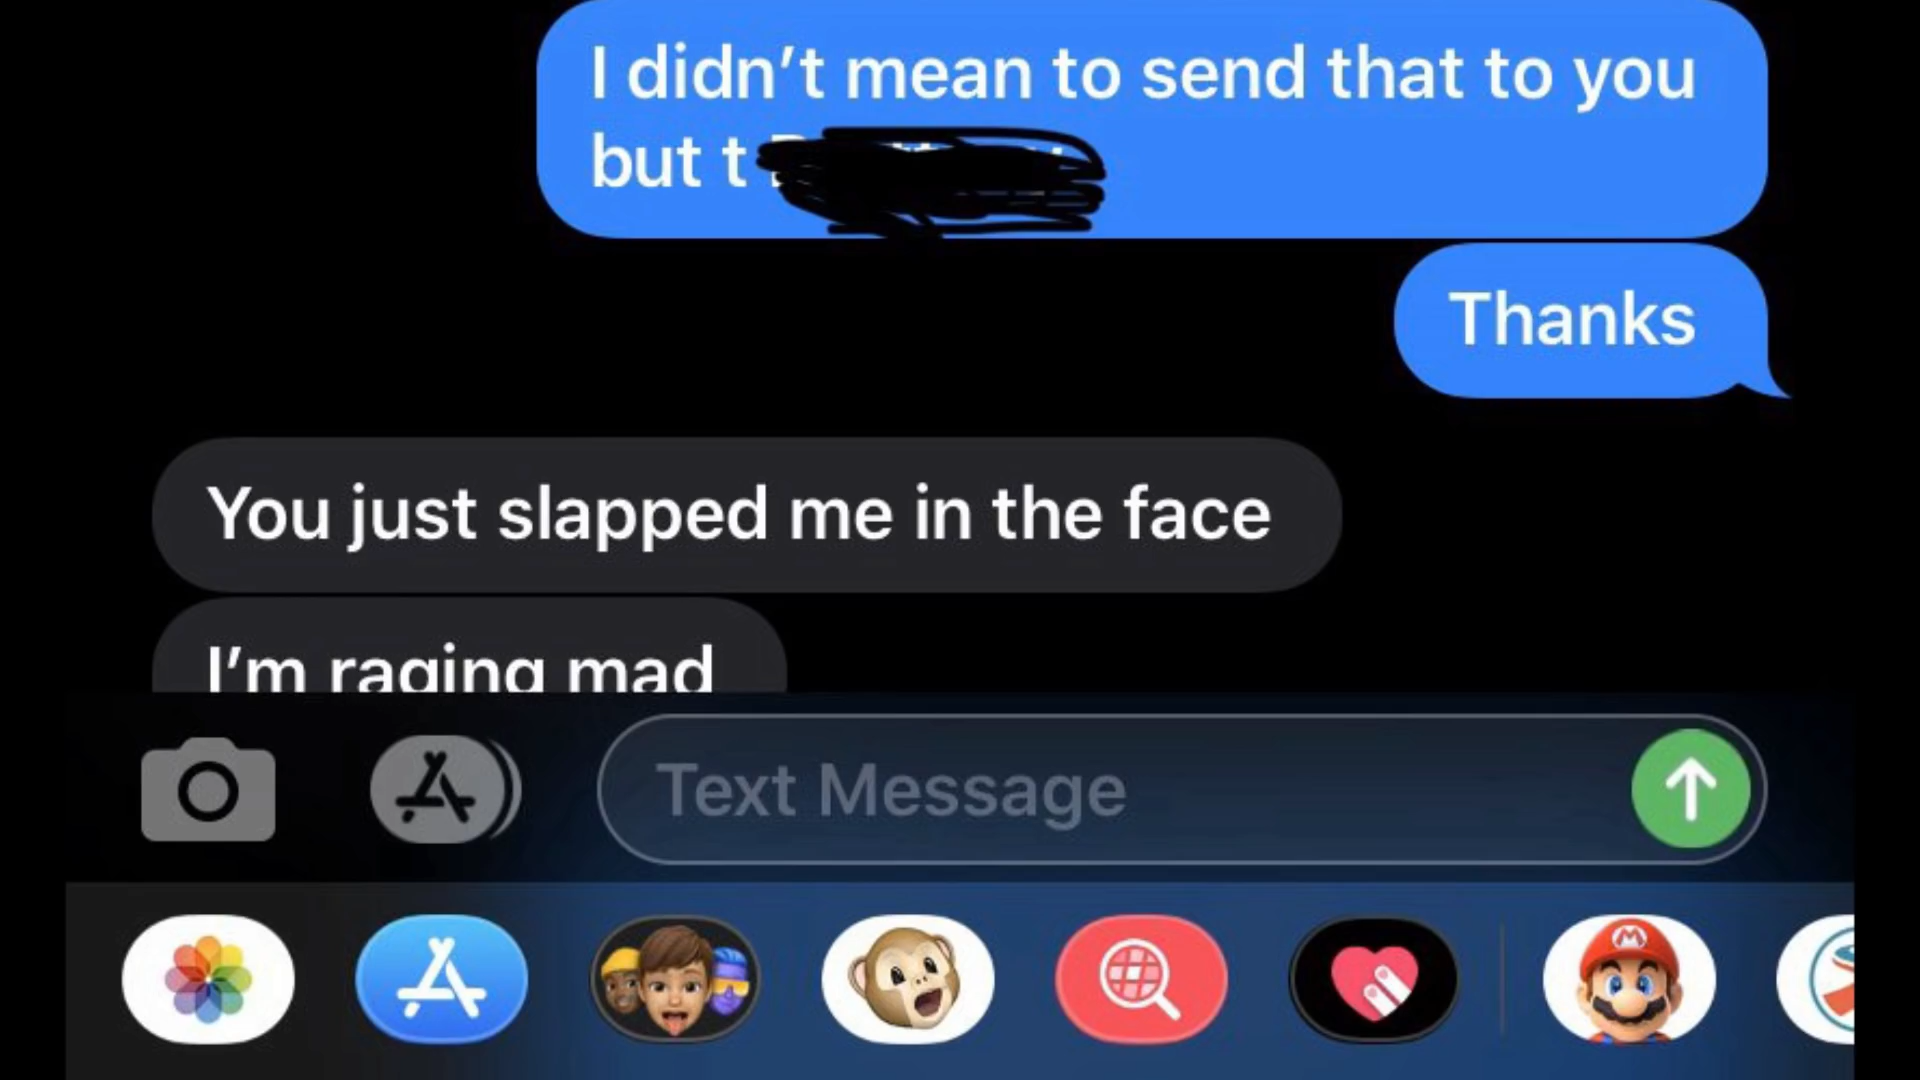 I didn’t mean to send that to you
but t
Thanks
You just slapped me in the face
I’m raging mad
Text Message